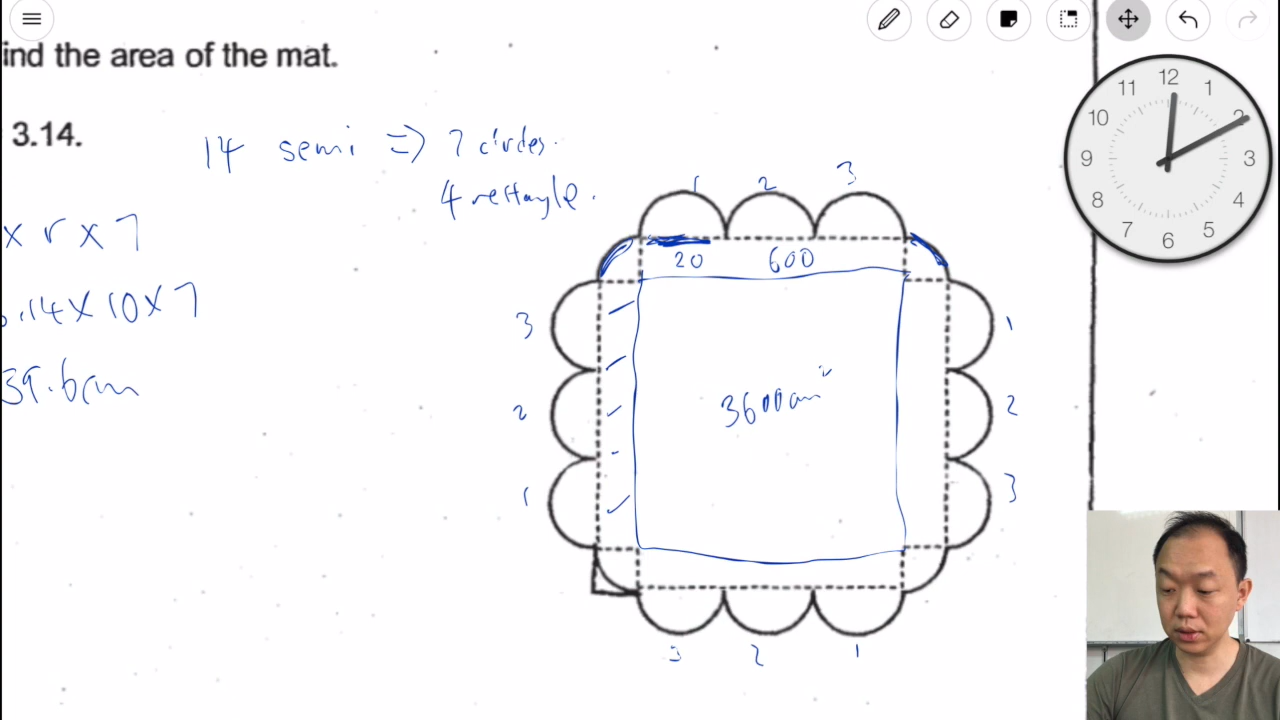 ind the area of the mat.
3.14.
14 semi => 7 circles.
4 rectangle.
x r x 7
.14 x 10 x 7
39.6cm
1 2 3
20 600
3 1
2 3600cm² 2
1 3
3 2 1
12
11 1
10 2
9 3
8 4
7 5
6